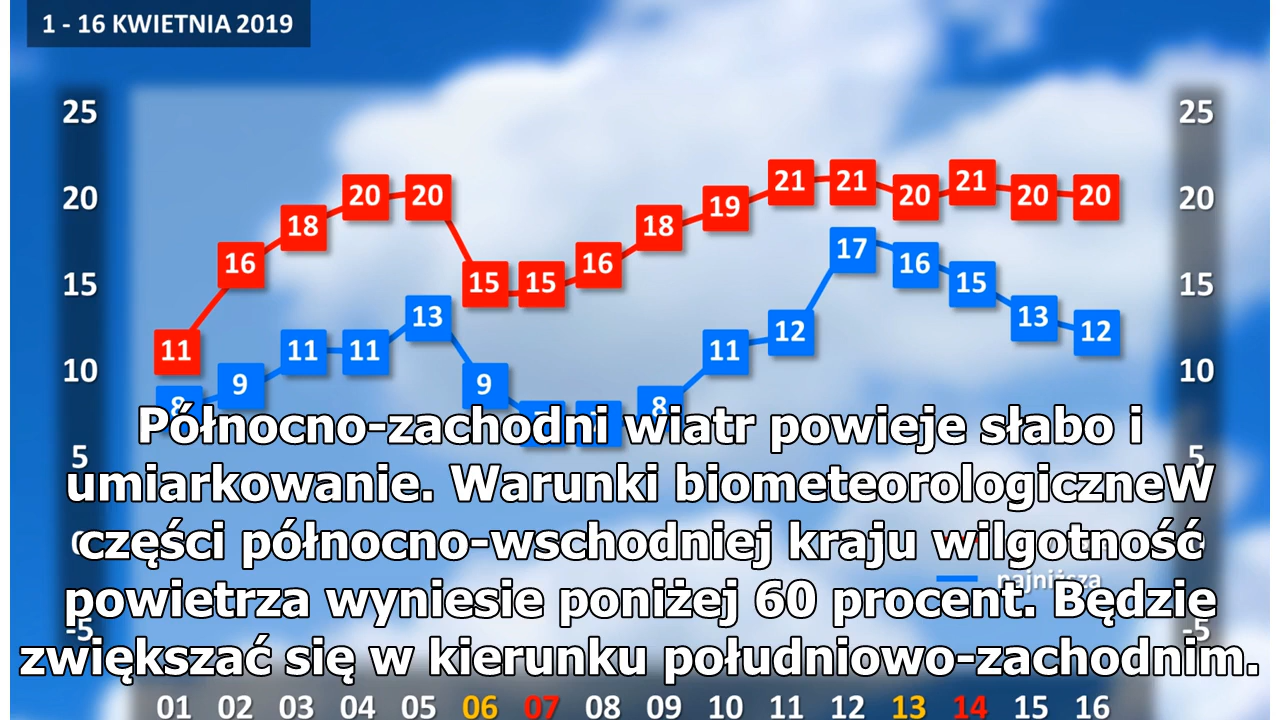 1 - 16 KWIETNIA 2019
25 25
20 20
15 15
10 10
5 5
-5 -5
11 16 18 20 20 15 15 16 18 19 21 21 20 21 20 20
8 9 11 11 13 9 8 11 12 17 16 15 13 12
Północno-zachodni wiatr powieje słabo i
umiarkowanie. Warunki biometeorologiczneW
części północno-wschodniej kraju wilgotność
powietrza wyniesie poniżej 60 procent. Będzie
zwiększać się w kierunku południowo-zachodnim.
najniższa
01 02 03 04 05 06 07 08 09 10 11 12 13 14 15 16